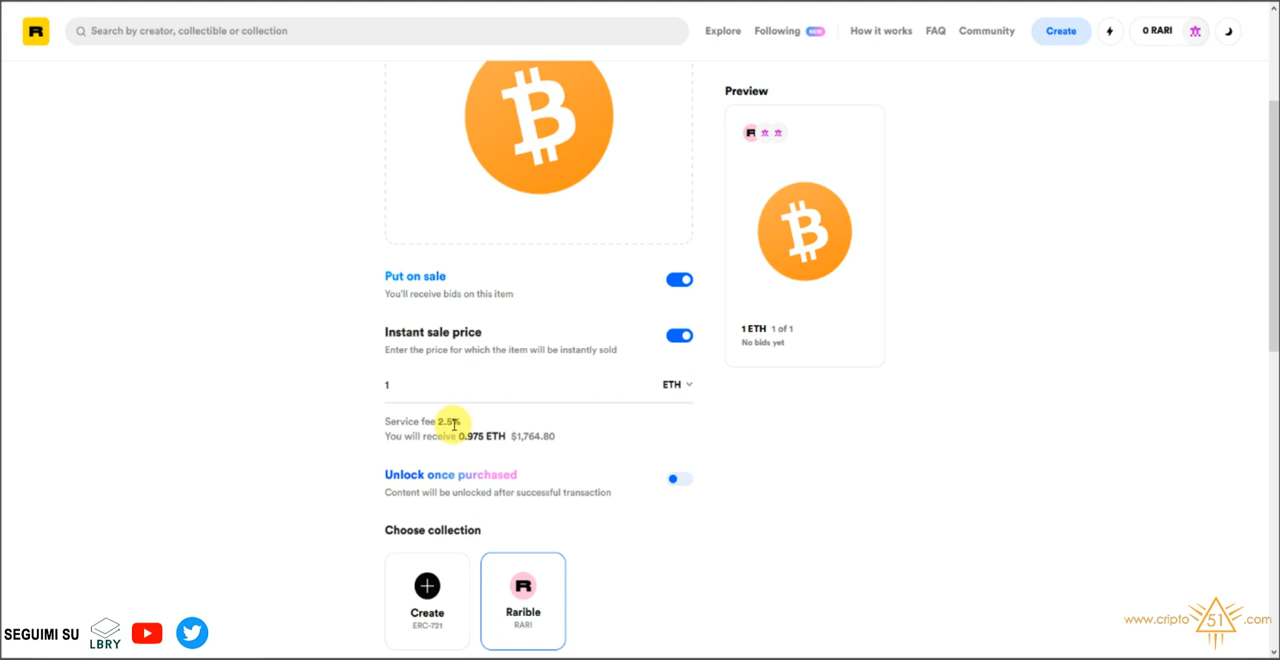 R
Search by creator, collectible or collection
Explore
Following NEW
How it works
FAQ
Community
Create
0 RARI
Preview
R
Put on sale
You'll receive bids on this item
Instant sale price
Enter the price for which the item will be instantly sold
1 ETH 1 of 1
No bids yet
1
ETH
Service fee 2.5%
You will receive 0.975 ETH $1,764.80
Unlock once purchased
Content will be unlocked after successful transaction
Choose collection
Create
ERC-721
R
Rarible
RARI
SEGUIMI SU
LBRY
www.cripto 51 .com